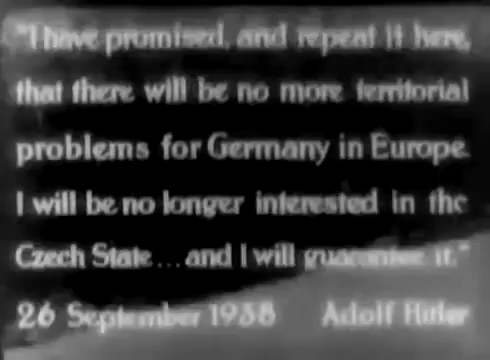 "I have promised, and repeat it here,
that there will be no more territorial
problems for Germany in Europe.
I will be no longer interested in the
Czech State...and I will guarantee it."
26 September 1938 Adolf Hitler